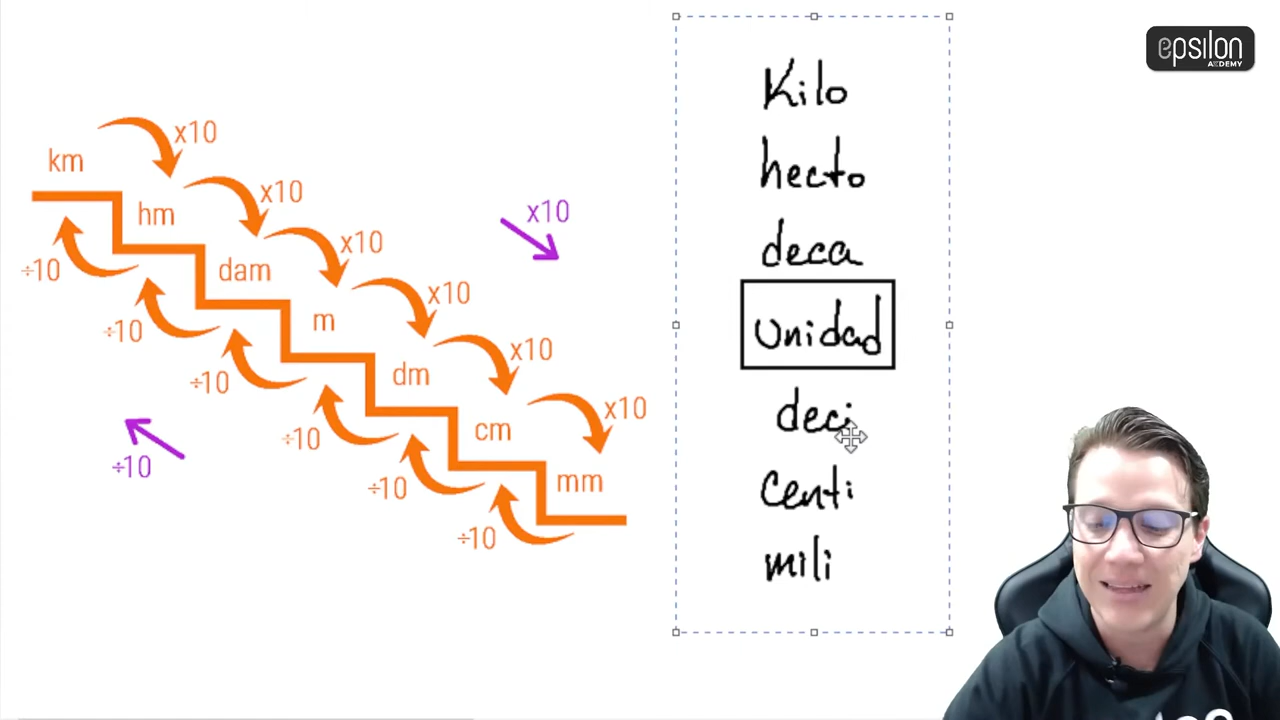 epsilon
ACADEMY
km
x10
hm
x10
dam
x10
m
x10
dm
x10
cm
x10
mm
÷10
÷10
÷10
÷10
÷10
÷10
x10
÷10
Kilo
hecto
deca
Unidad
deci
centi
mili